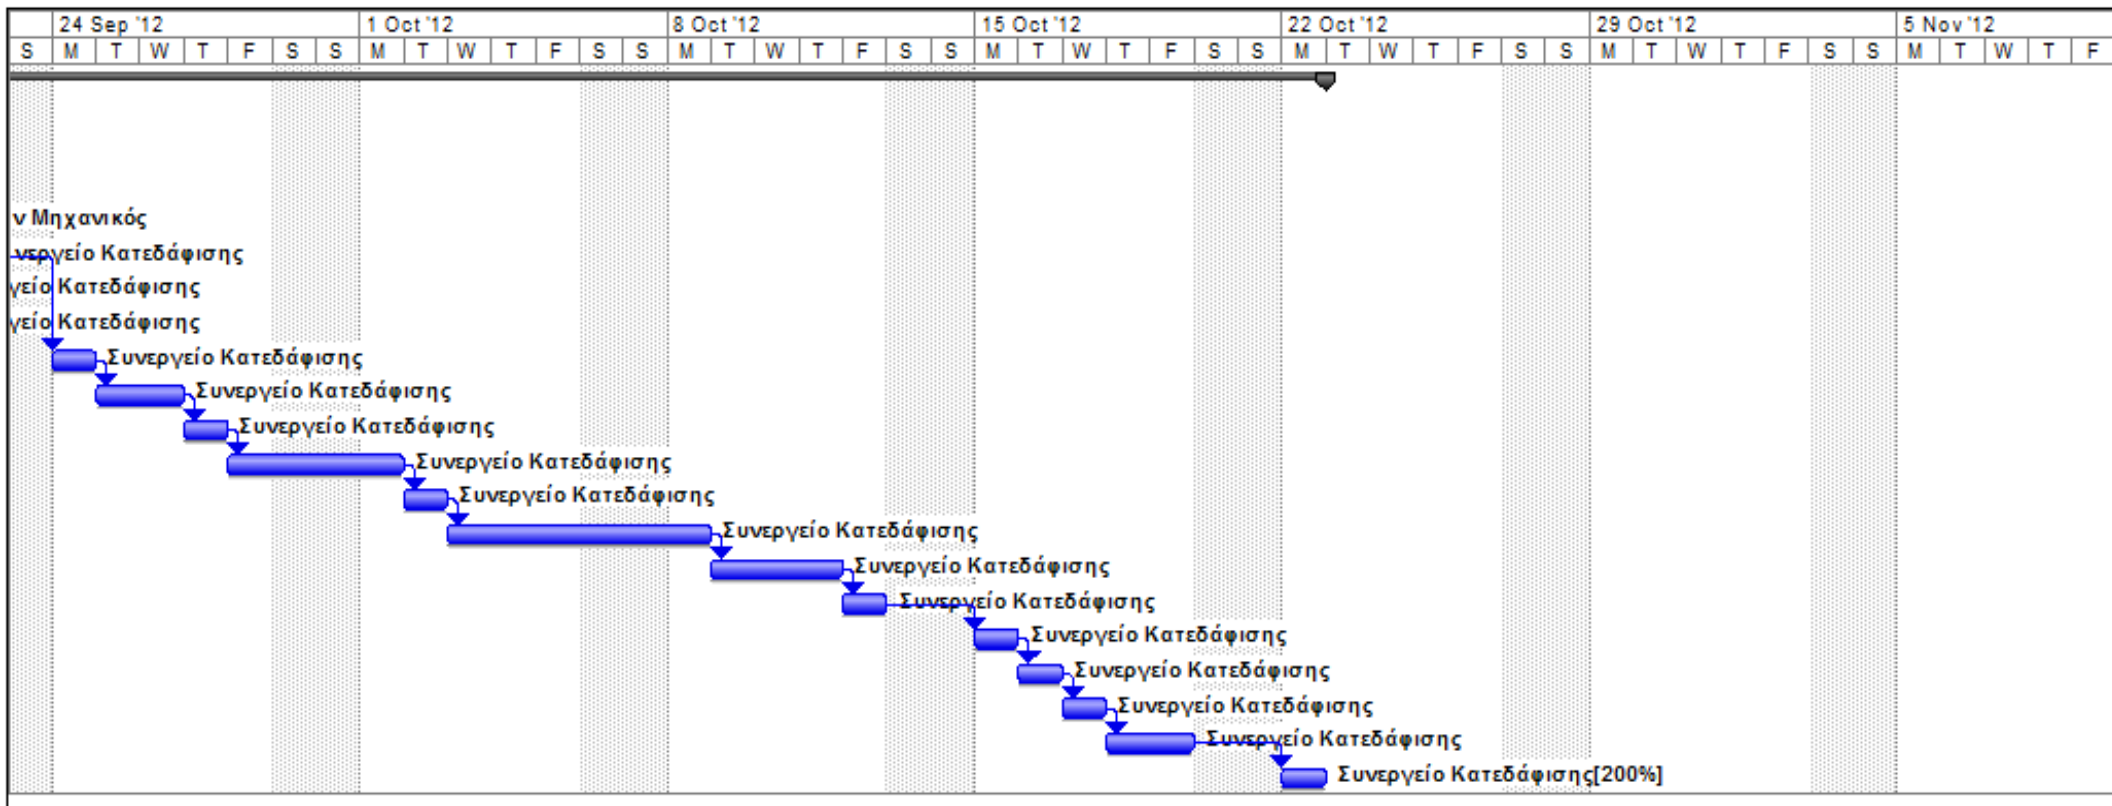 24 Sep '12 1 Oct '12 8 Oct '12 15 Oct '12 22 Oct '12 29 Oct '12 5 Nov '12
S M T W T F S S M T W T F S S M T W T F S S M T W T F S S M T W T F S S M T W T F S S M T W T F
ν Μηχανικός
νεργείο Κατεδάφισης
γείο Κατεδάφισης
γείο Κατεδάφισης
Συνεργείο Κατεδάφισης
Συνεργείο Κατεδάφισης
Συνεργείο Κατεδάφισης
Συνεργείο Κατεδάφισης
Συνεργείο Κατεδάφισης
Συνεργείο Κατεδάφισης
Συνεργείο Κατεδάφισης
Συνεργείο Κατεδάφισης
Συνεργείο Κατεδάφισης
Συνεργείο Κατεδάφισης
Συνεργείο Κατεδάφισης
Συνεργείο Κατεδάφισης
Συνεργείο Κατεδάφισης[200%]